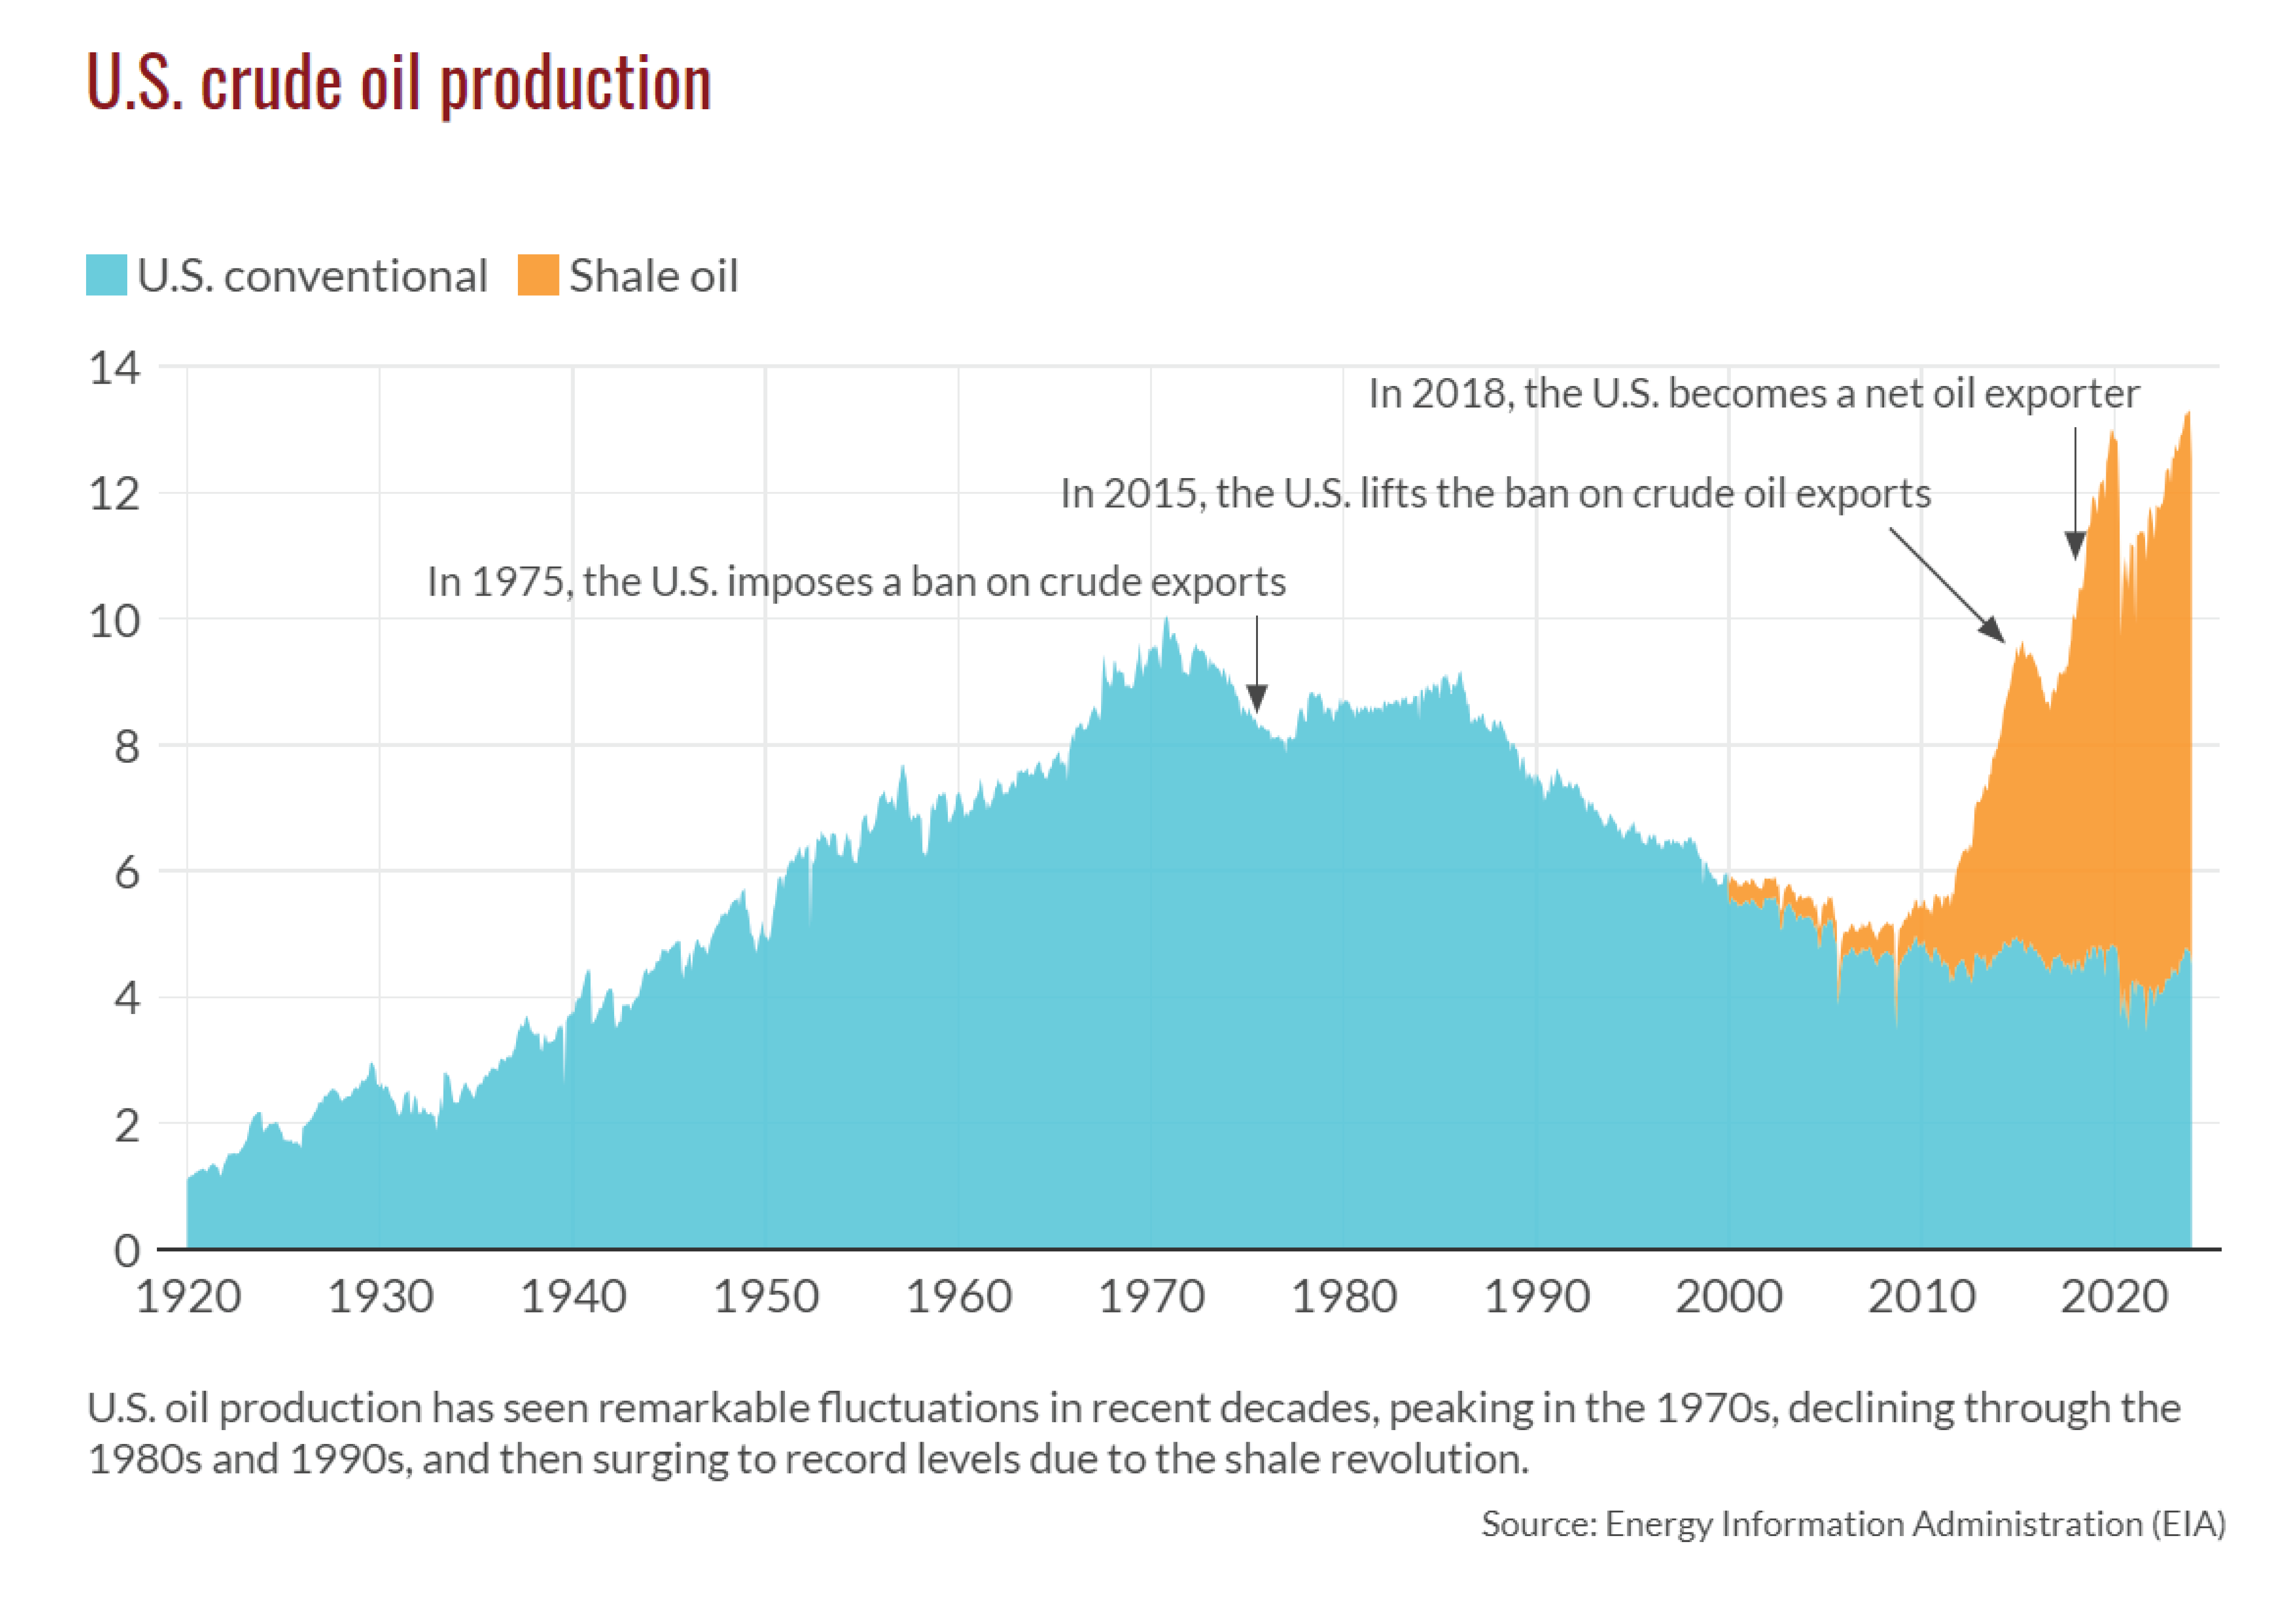 U.S. crude oil production
U.S. conventional Shale oil
14
In 2018, the U.S. becomes a net oil exporter
12
In 2015, the U.S. lifts the ban on crude oil exports
In 1975, the U.S. imposes a ban on crude exports
10
8
6
4
2
0
1920 1930 1940 1950 1960 1970 1980 1990 2000 2010 2020
U.S. oil production has seen remarkable fluctuations in recent decades, peaking in the 1970s, declining through the
1980s and 1990s, and then surging to record levels due to the shale revolution.
Source: Energy Information Administration (EIA)